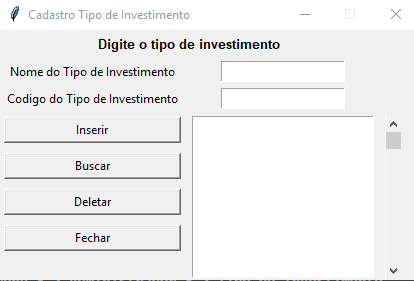 Cadastro Tipo de Investimento
Digite o tipo de investimento
Nome do Tipo de Investimento
Codigo do Tipo de Investimento
Inserir
Buscar
Deletar
Fechar